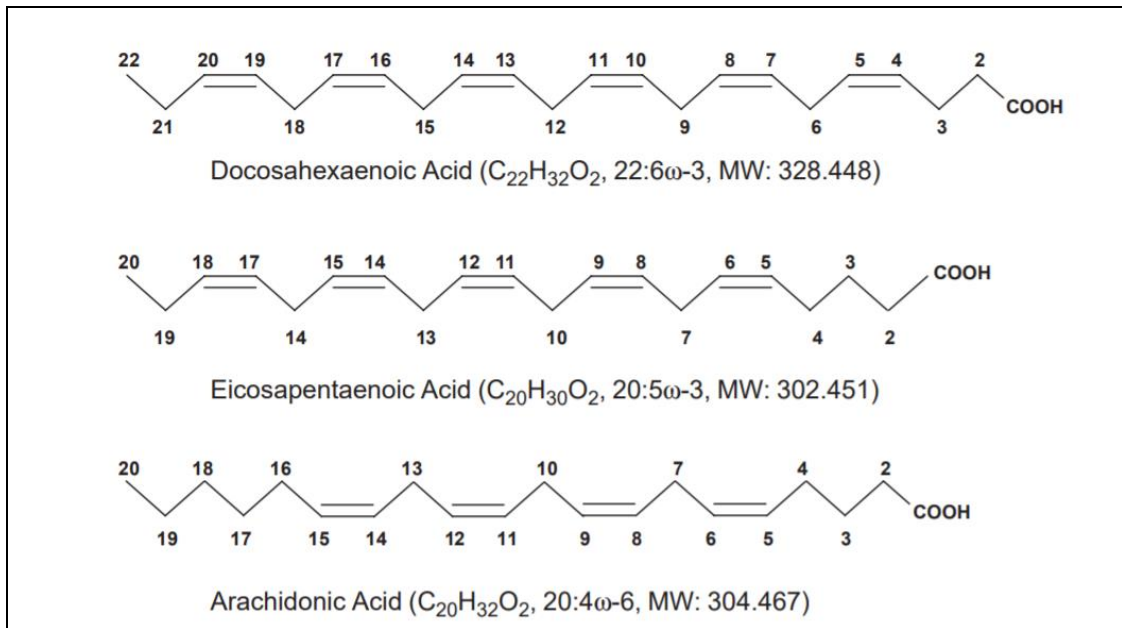 22 20 19 17 16 14 13 11 10 8 7 5 4 2
COOH
21 18 15 12 9 6 3
Docosahexaenoic Acid (C₂₂H₃₂O₂, 22:6ω-3, MW: 328.448)
20 18 17 15 14 12 11 9 8 6 5 3
COOH
19 14 13 10 7 4 2
Eicosapentaenoic Acid (C₂₀H₃₀O₂, 20:5ω-3, MW: 302.451)
20 18 16 13 10 7 4 2
COOH
19 17 15 14 12 11 9 8 6 5 3
Arachidonic Acid (C₂₀H₃₂O₂, 20:4ω-6, MW: 304.467)